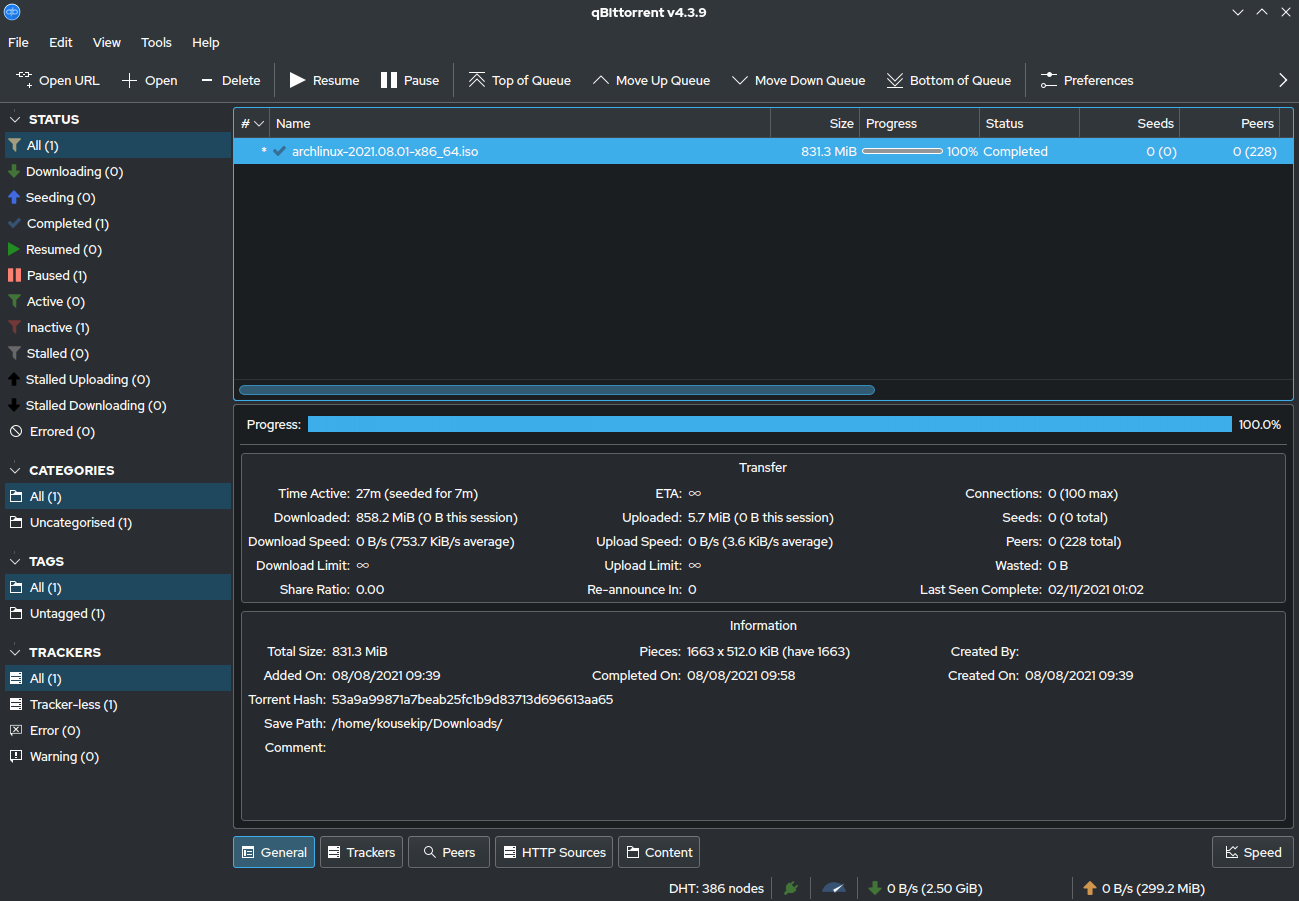 qBittorrent v4.3.9
File Edit View Tools Help
Open URL Open Delete Resume Pause Top of Queue Move Up Queue Move Down Queue Bottom of Queue Preferences
STATUS
All (1)
Downloading (0)
Seeding (0)
Completed (1)
Resumed (0)
Paused (1)
Active (0)
Inactive (1)
Stalled (0)
Stalled Uploading (0)
Stalled Downloading (0)
Errored (0)
CATEGORIES
All (1)
Uncategorised (1)
TAGS
All (1)
Untagged (1)
TRACKERS
All (1)
Tracker-less (1)
Error (0)
Warning (0)
# Name Size Progress Status Seeds Peers
* archlinux-2021.08.01-x86_64.iso 831.3 MiB 100% Completed 0 (0) 0 (228)
Progress: 100.0%
Transfer
Time Active: 27m (seeded for 7m) ETA: ∞ Connections: 0 (100 max)
Downloaded: 858.2 MiB (0 B this session) Uploaded: 5.7 MiB (0 B this session) Seeds: 0 (0 total)
Download Speed: 0 B/s (753.7 KiB/s average) Upload Speed: 0 B/s (3.6 KiB/s average) Peers: 0 (228 total)
Download Limit: ∞ Upload Limit: ∞ Wasted: 0 B
Share Ratio: 0.00 Re-announce In: 0 Last Seen Complete: 02/11/2021 01:02
Information
Total Size: 831.3 MiB Pieces: 1663 x 512.0 KiB (have 1663) Created By:
Added On: 08/08/2021 09:39 Completed On: 08/08/2021 09:58 Created On: 08/08/2021 09:39
Torrent Hash: 53a9a99871a7beab25fc1b9d83713d696613aa65
Save Path: /home/kousekip/Downloads/
Comment:
General Trackers Peers HTTP Sources Content Speed
DHT: 386 nodes 0 B/s (2.50 GiB) 0 B/s (299.2 MiB)